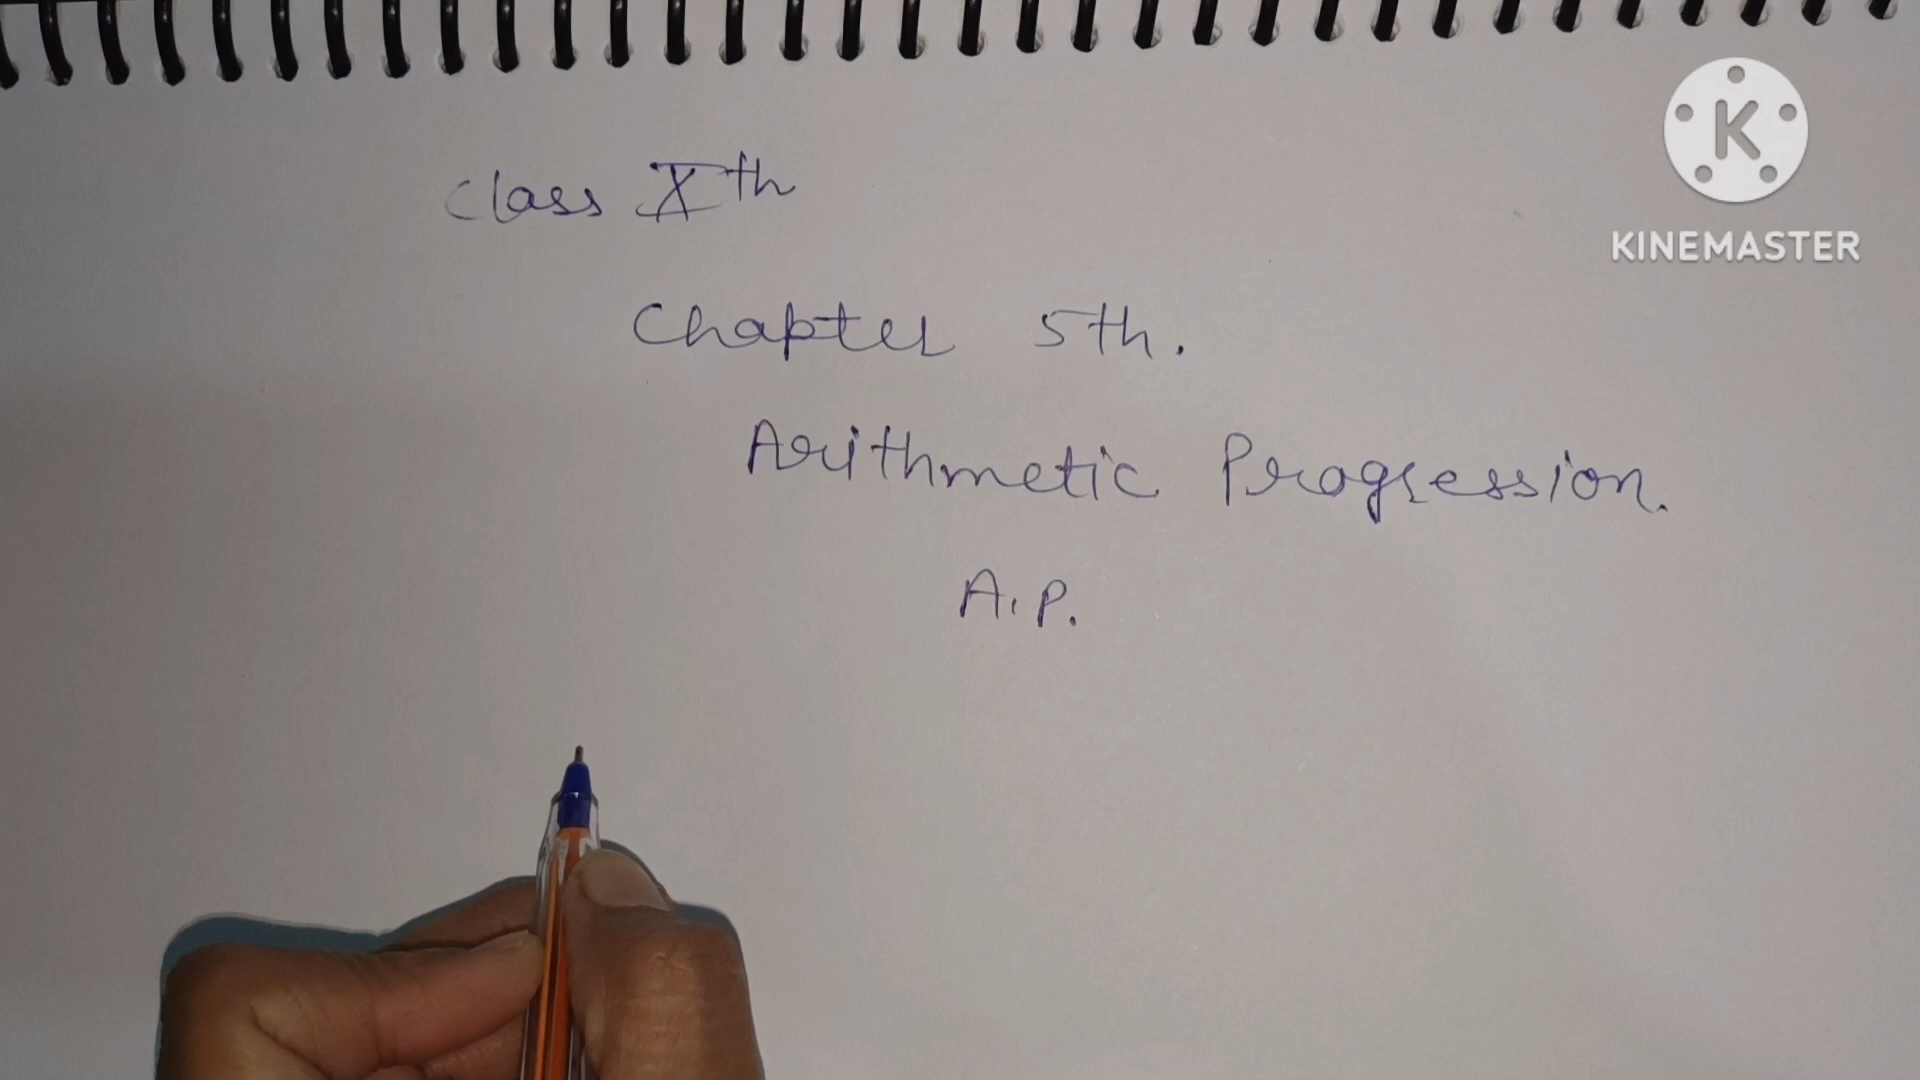 Class Xth
Chapter 5th.
Arithmetic Progression.
A.P.
K
KINEMASTER